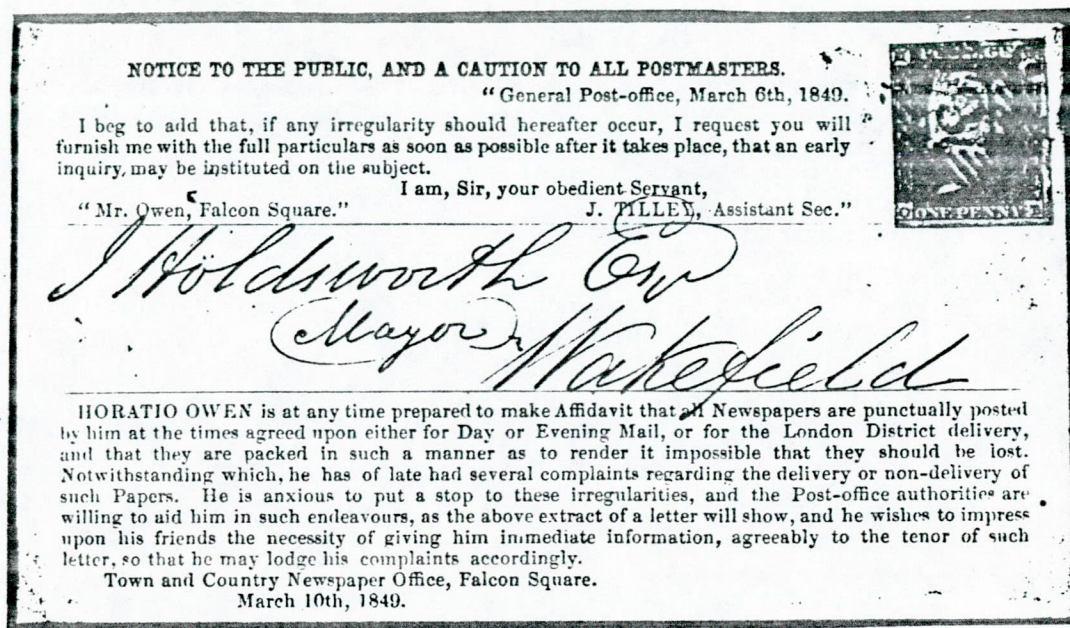 NOTICE TO THE PUBLIC, AND A CAUTION TO ALL POSTMASTERS.
"General Post-office, March 6th, 1849.
I beg to add that, if any irregularity should hereafter occur, I request you will
furnish me with the full particulars as soon as possible after it takes place, that an early
inquiry, may be instituted on the subject.
I am, Sir, your obedient Servant,
"Mr. Owen, Falcon Square." J. TILLEY, Assistant Sec."
ONE PENNY
J Holdsworth Esqr
Mayor
Wakefield
HORATIO OWEN is at any time prepared to make Affidavit that all Newspapers are punctually posted
by him at the times agreed upon either for Day or Evening Mail, or for the London District delivery,
and that they are packed in such a manner as to render it impossible that they should be lost.
Notwithstanding which, he has of late had several complaints regarding the delivery or non-delivery of
such Papers. He is anxious to put a stop to these irregularities, and the Post-office authorities are
willing to aid him in such endeavours, as the above extract of a letter will show, and he wishes to impress
upon his friends the necessity of giving him immediate information, agreeably to the tenor of such
letter, so that he may lodge his complaints accordingly.
Town and Country Newspaper Office, Falcon Square.
March 10th, 1849.